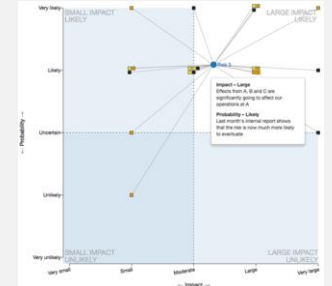 Very likely
SMALL IMPACT
LIKELY
LARGE IMPACT
LIKELY
Likely
Impact – Large
Effects from A, B and C are
significantly going to affect our
operations at A
Probability – Likely
Last month's internal report shows
that the rise is now much more likely
to eventuate
Uncertain
← Probability →
Unlikely
SMALL IMPACT
UNLIKELY
LARGE IMPACT
UNLIKELY
Very unlikely
Very small
Small
Moderate
Large
Very large
← Impact →